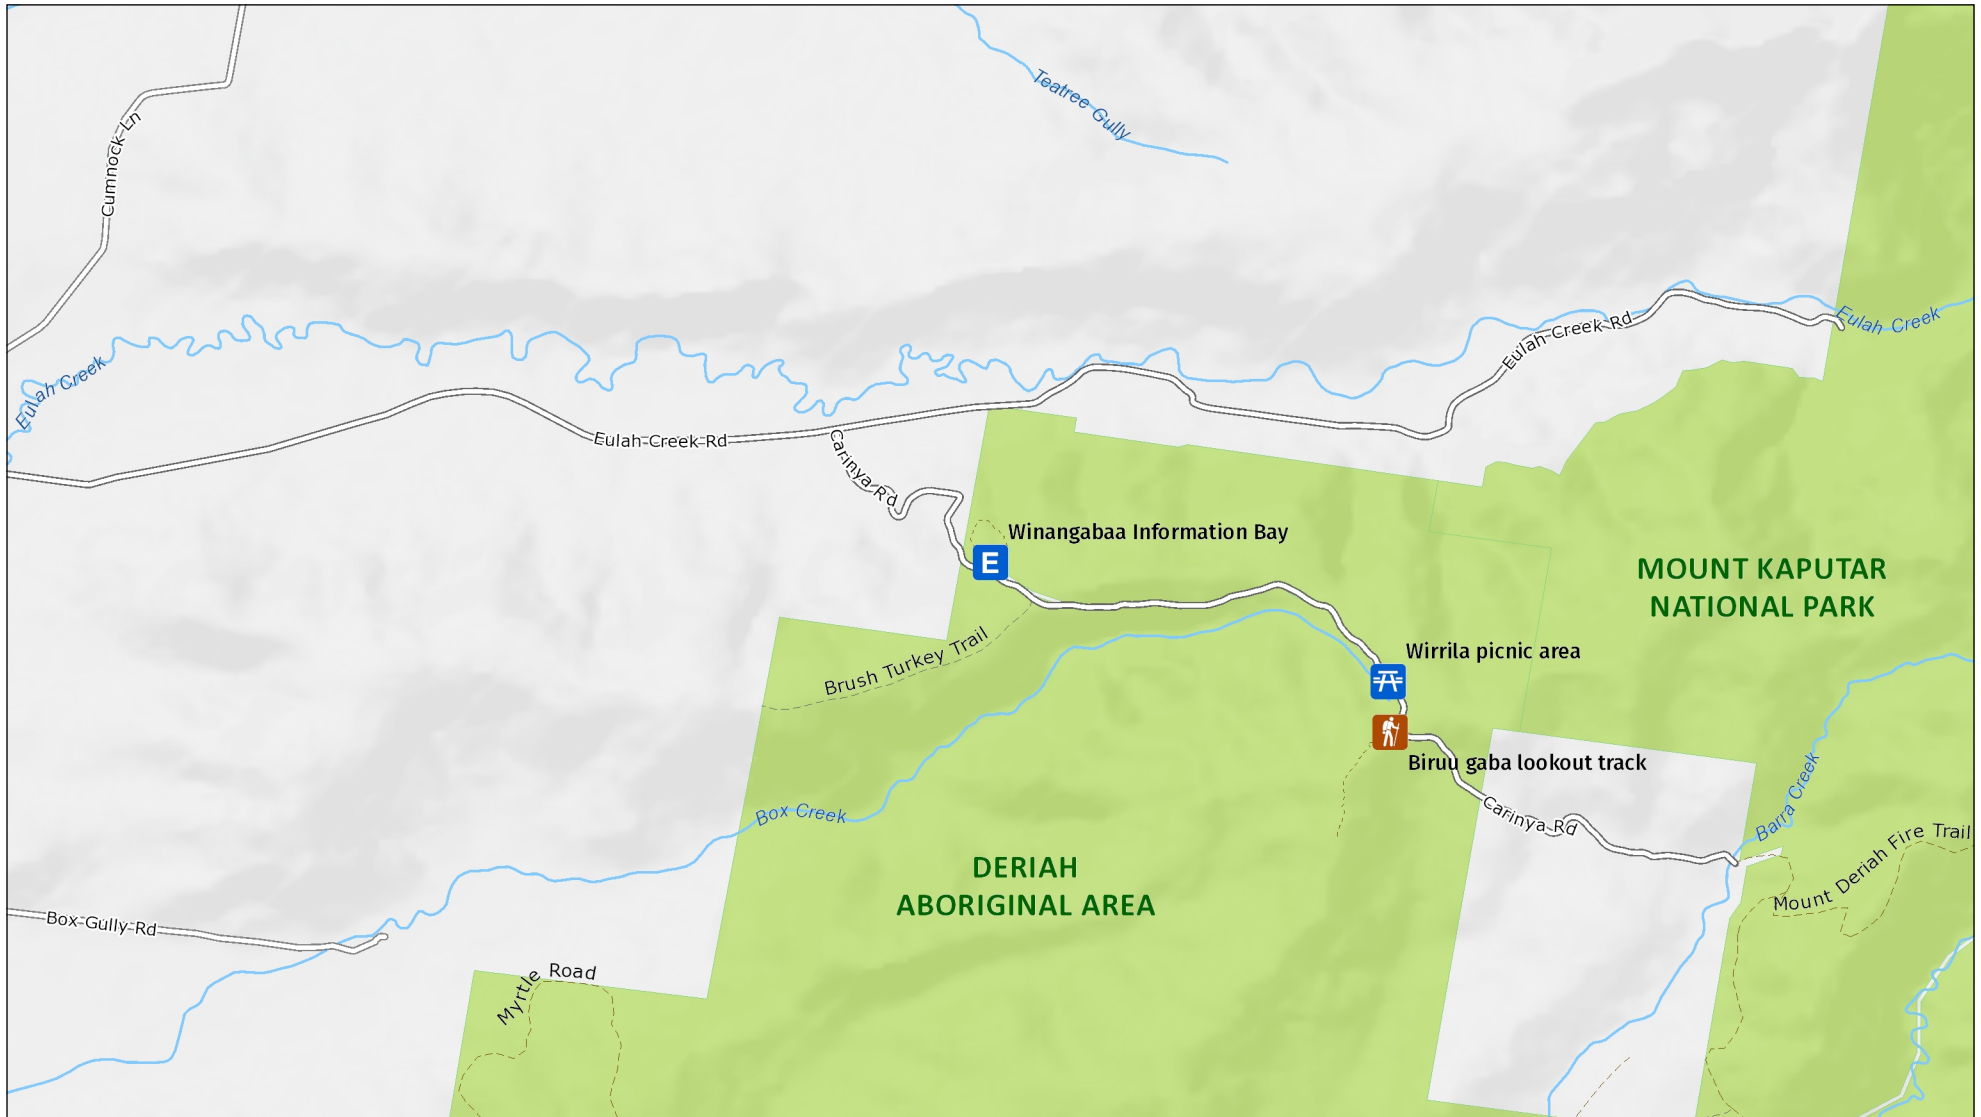 Teatree Gully
Cumnock Ln
Eulah Creek
Eulah Creek Rd
Eulah Creek
Eulah Creek Rd
Carinya Rd
Winangabaa Information Bay
E
MOUNT KAPUTAR
NATIONAL PARK
Brush Turkey Trail
Wirrila picnic area
Biruu gaba lookout track
Box Creek
Carinya Rd
Barra Creek
Mount Deriah Fire Trail
DERIAH
ABORIGINAL AREA
Box Gully Rd
Myrtle Road